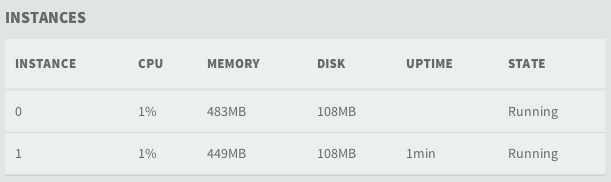 INSTANCES
INSTANCE CPU MEMORY DISK UPTIME STATE
0 1% 483MB 108MB Running
1 1% 449MB 108MB 1min Running